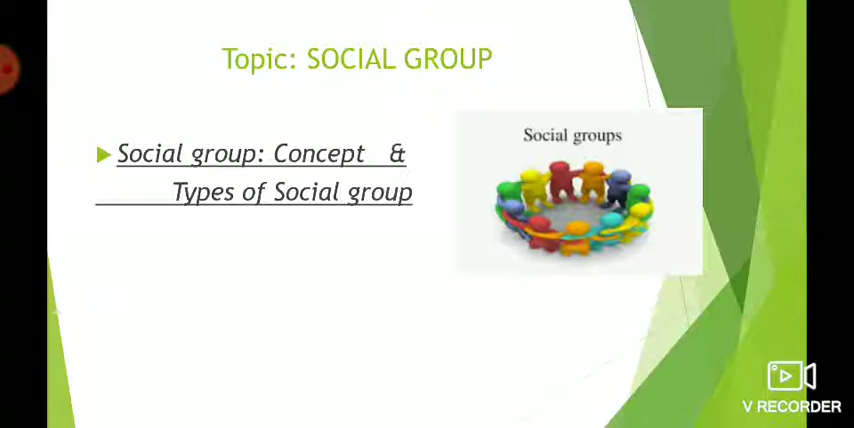 Topic: SOCIAL GROUP
Social group: Concept & 
Types of Social group
Social groups
V RECORDER